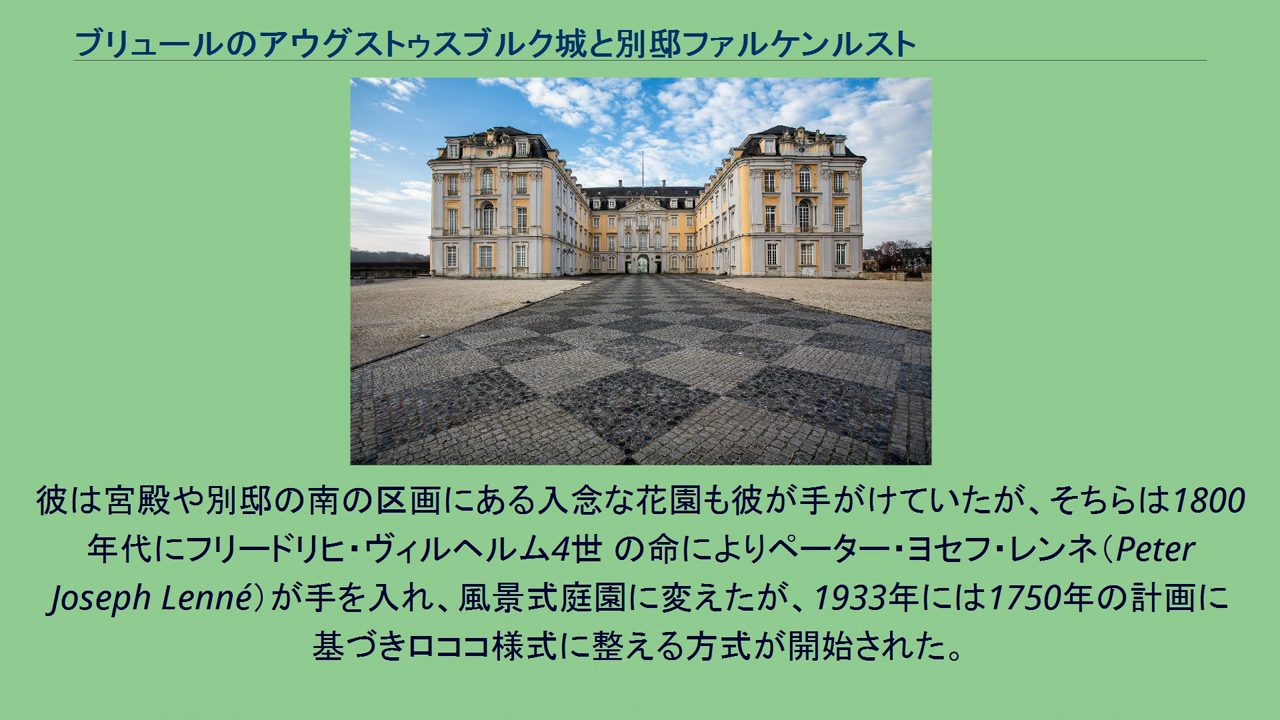 ブリュールのアウグストゥスブルク城と別邸ファルケンルスト
彼は宮殿や別邸の南の区画にある入念な花園も彼が手がけていたが、そちらは1800
年代にフリードリヒ・ヴィルヘルム4世 の命によりペーター・ヨセフ・レンネ（Peter
Joseph Lenné）が手を入れ、風景式庭園に変えたが、1933年には1750年の計画に
基づきロココ様式に整える方式が開始された。